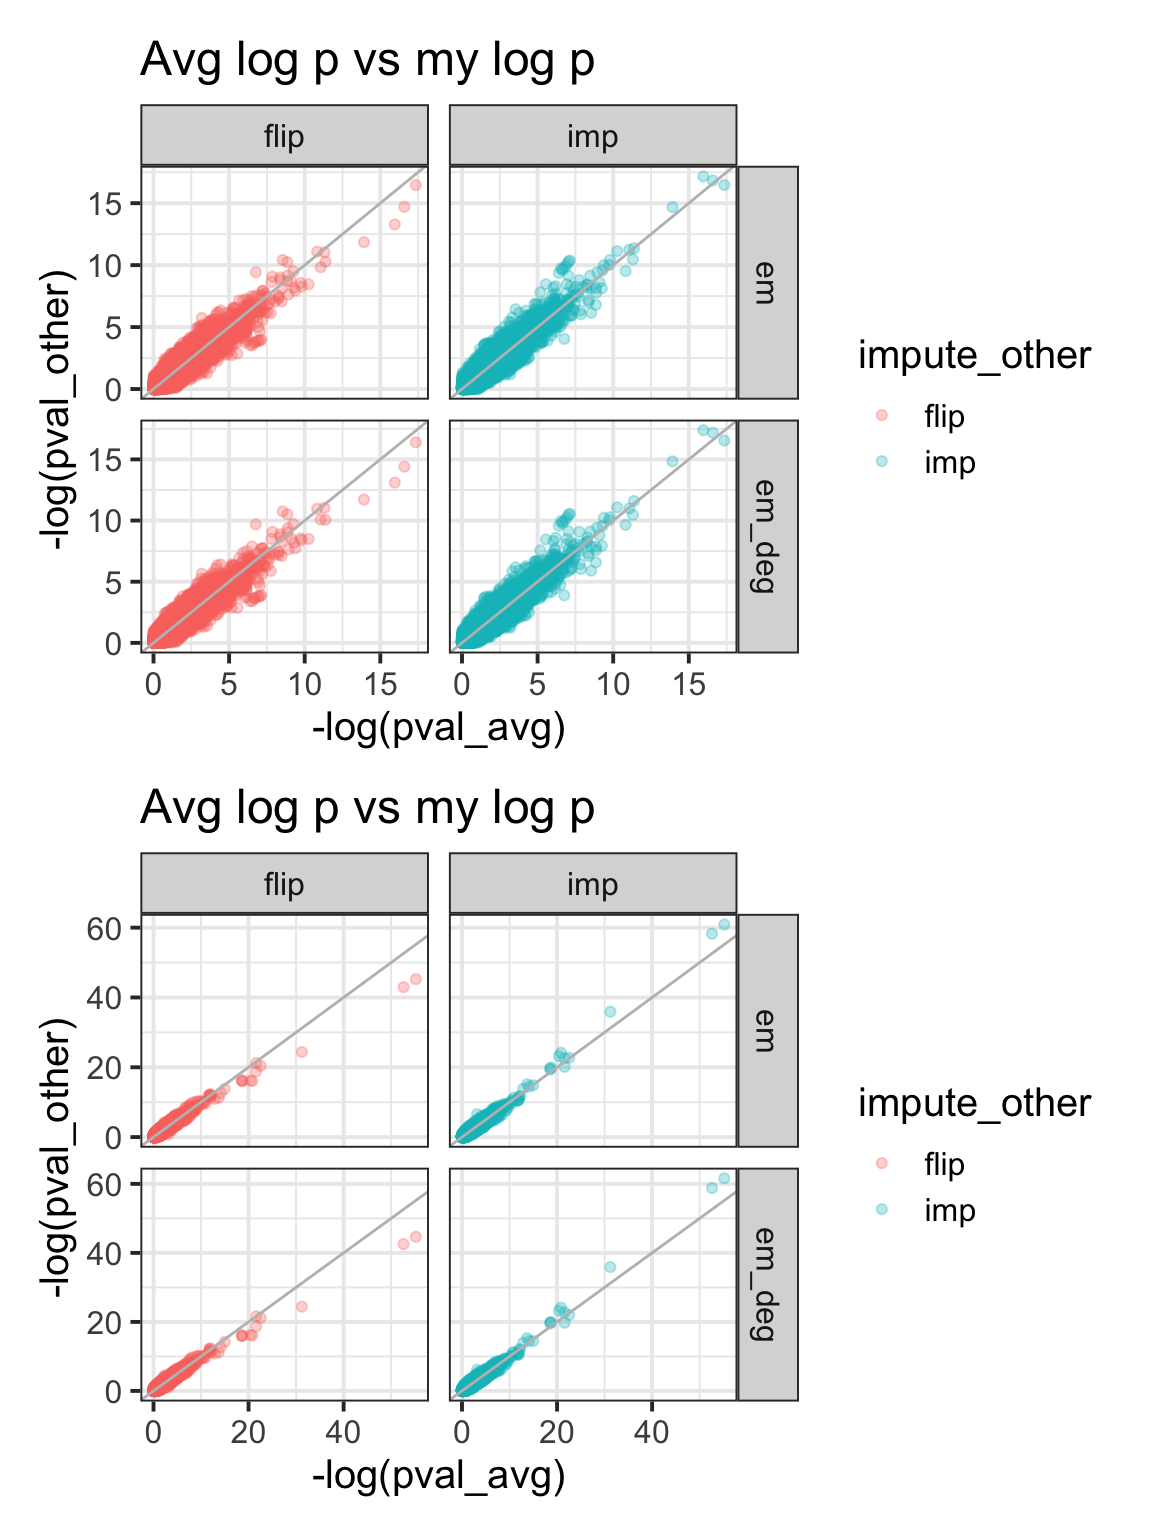 Avg log p vs my log p
flip imp
15
10
5
0
em
15
10
5
0
em_deg
-log(pval_other)
0 5 10 15 0 5 10 15
-log(pval_avg)
impute_other
flip
imp
Avg log p vs my log p
flip imp
60
40
20
0
em
60
40
20
0
em_deg
-log(pval_other)
0 20 40 0 20 40
-log(pval_avg)
impute_other
flip
imp